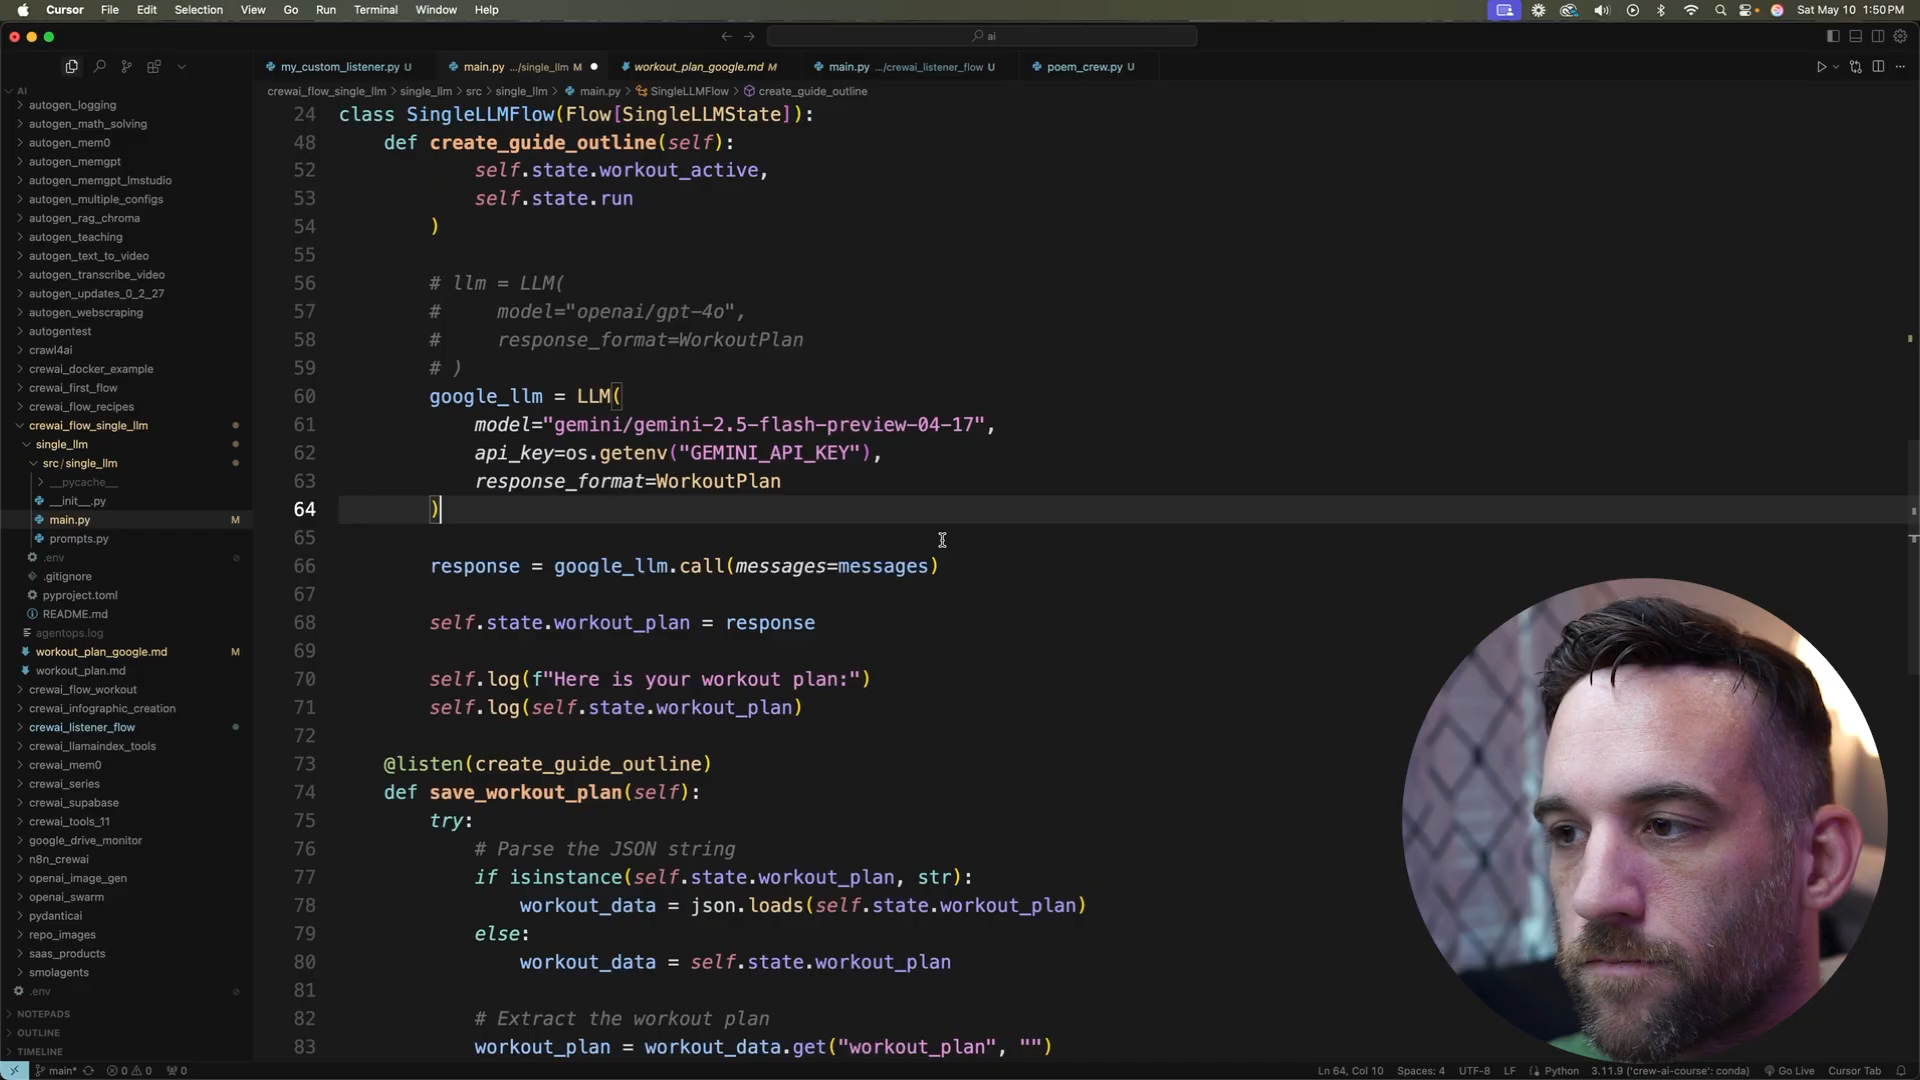 Cursor File Edit Selection View Go Run Terminal Window Help
Sat May 10 1:50 PM
ai
my_custom_listener.py U
main.py .../single_llm M
workout_plan_google.md M
main.py .../crewai_listener_flow U
poem_crew.py U
crewai_flow_single_llm > single_llm > src > single_llm > main.py > SingleLLMFlow > create_guide_outline
AI
autogen_logging
autogen_math_solving
autogen_mem0
autogen_memgpt
autogen_memgpt_lmstudio
autogen_multiple_configs
autogen_rag_chroma
autogen_teaching
autogen_text_to_video
autogen_transcribe_video
autogen_updates_0_2_27
autogen_webscraping
autogentest
crawl4ai
crewai_docker_example
crewai_first_flow
crewai_flow_recipes
crewai_flow_single_llm
single_llm
src/single_llm
__pycache__
__init__.py
main.py M
prompts.py
.env
.gitignore
pyproject.toml
README.md
agentops.log
workout_plan_google.md M
workout_plan.md
crewai_flow_workout
crewai_infographic_creation
crewai_listener_flow
crewai_llamaindex_tools
crewai_mem0
crewai_series
crewai_supabase
crewai_tools_11
google_drive_monitor
n8n_crewai
openai_image_gen
openai_swarm
pydanticai
repo_images
saas_products
smolagents
.env
NOTEPADS
OUTLINE
TIMELINE
24 class SingleLLMFlow(Flow[SingleLLMState]):
48 def create_guide_outline(self):
52 self.state.workout_active,
53 self.state.run
54 )
55
56 # llm = LLM(
57 # model="openai/gpt-4o",
58 # response_format=WorkoutPlan
59 # )
60 google_llm = LLM(
61 model="gemini/gemini-2.5-flash-preview-04-17",
62 api_key=os.getenv("GEMINI_API_KEY"),
63 response_format=WorkoutPlan
64 )
65
66 response = google_llm.call(messages=messages)
67
68 self.state.workout_plan = response
69
70 self.log(f"Here is your workout plan:")
71 self.log(self.state.workout_plan)
72
73 @listen(create_guide_outline)
74 def save_workout_plan(self):
75 try:
76 # Parse the JSON string
77 if isinstance(self.state.workout_plan, str):
78 workout_data = json.loads(self.state.workout_plan)
79 else:
80 workout_data = self.state.workout_plan
81
82 # Extract the workout plan
83 workout_plan = workout_data.get("workout_plan", "")
main* 0 0 0
Ln 64, Col 10 Spaces: 4 UTF-8 LF Python 3.11.9 ('crew-ai-course': conda) Go Live Cursor Tab